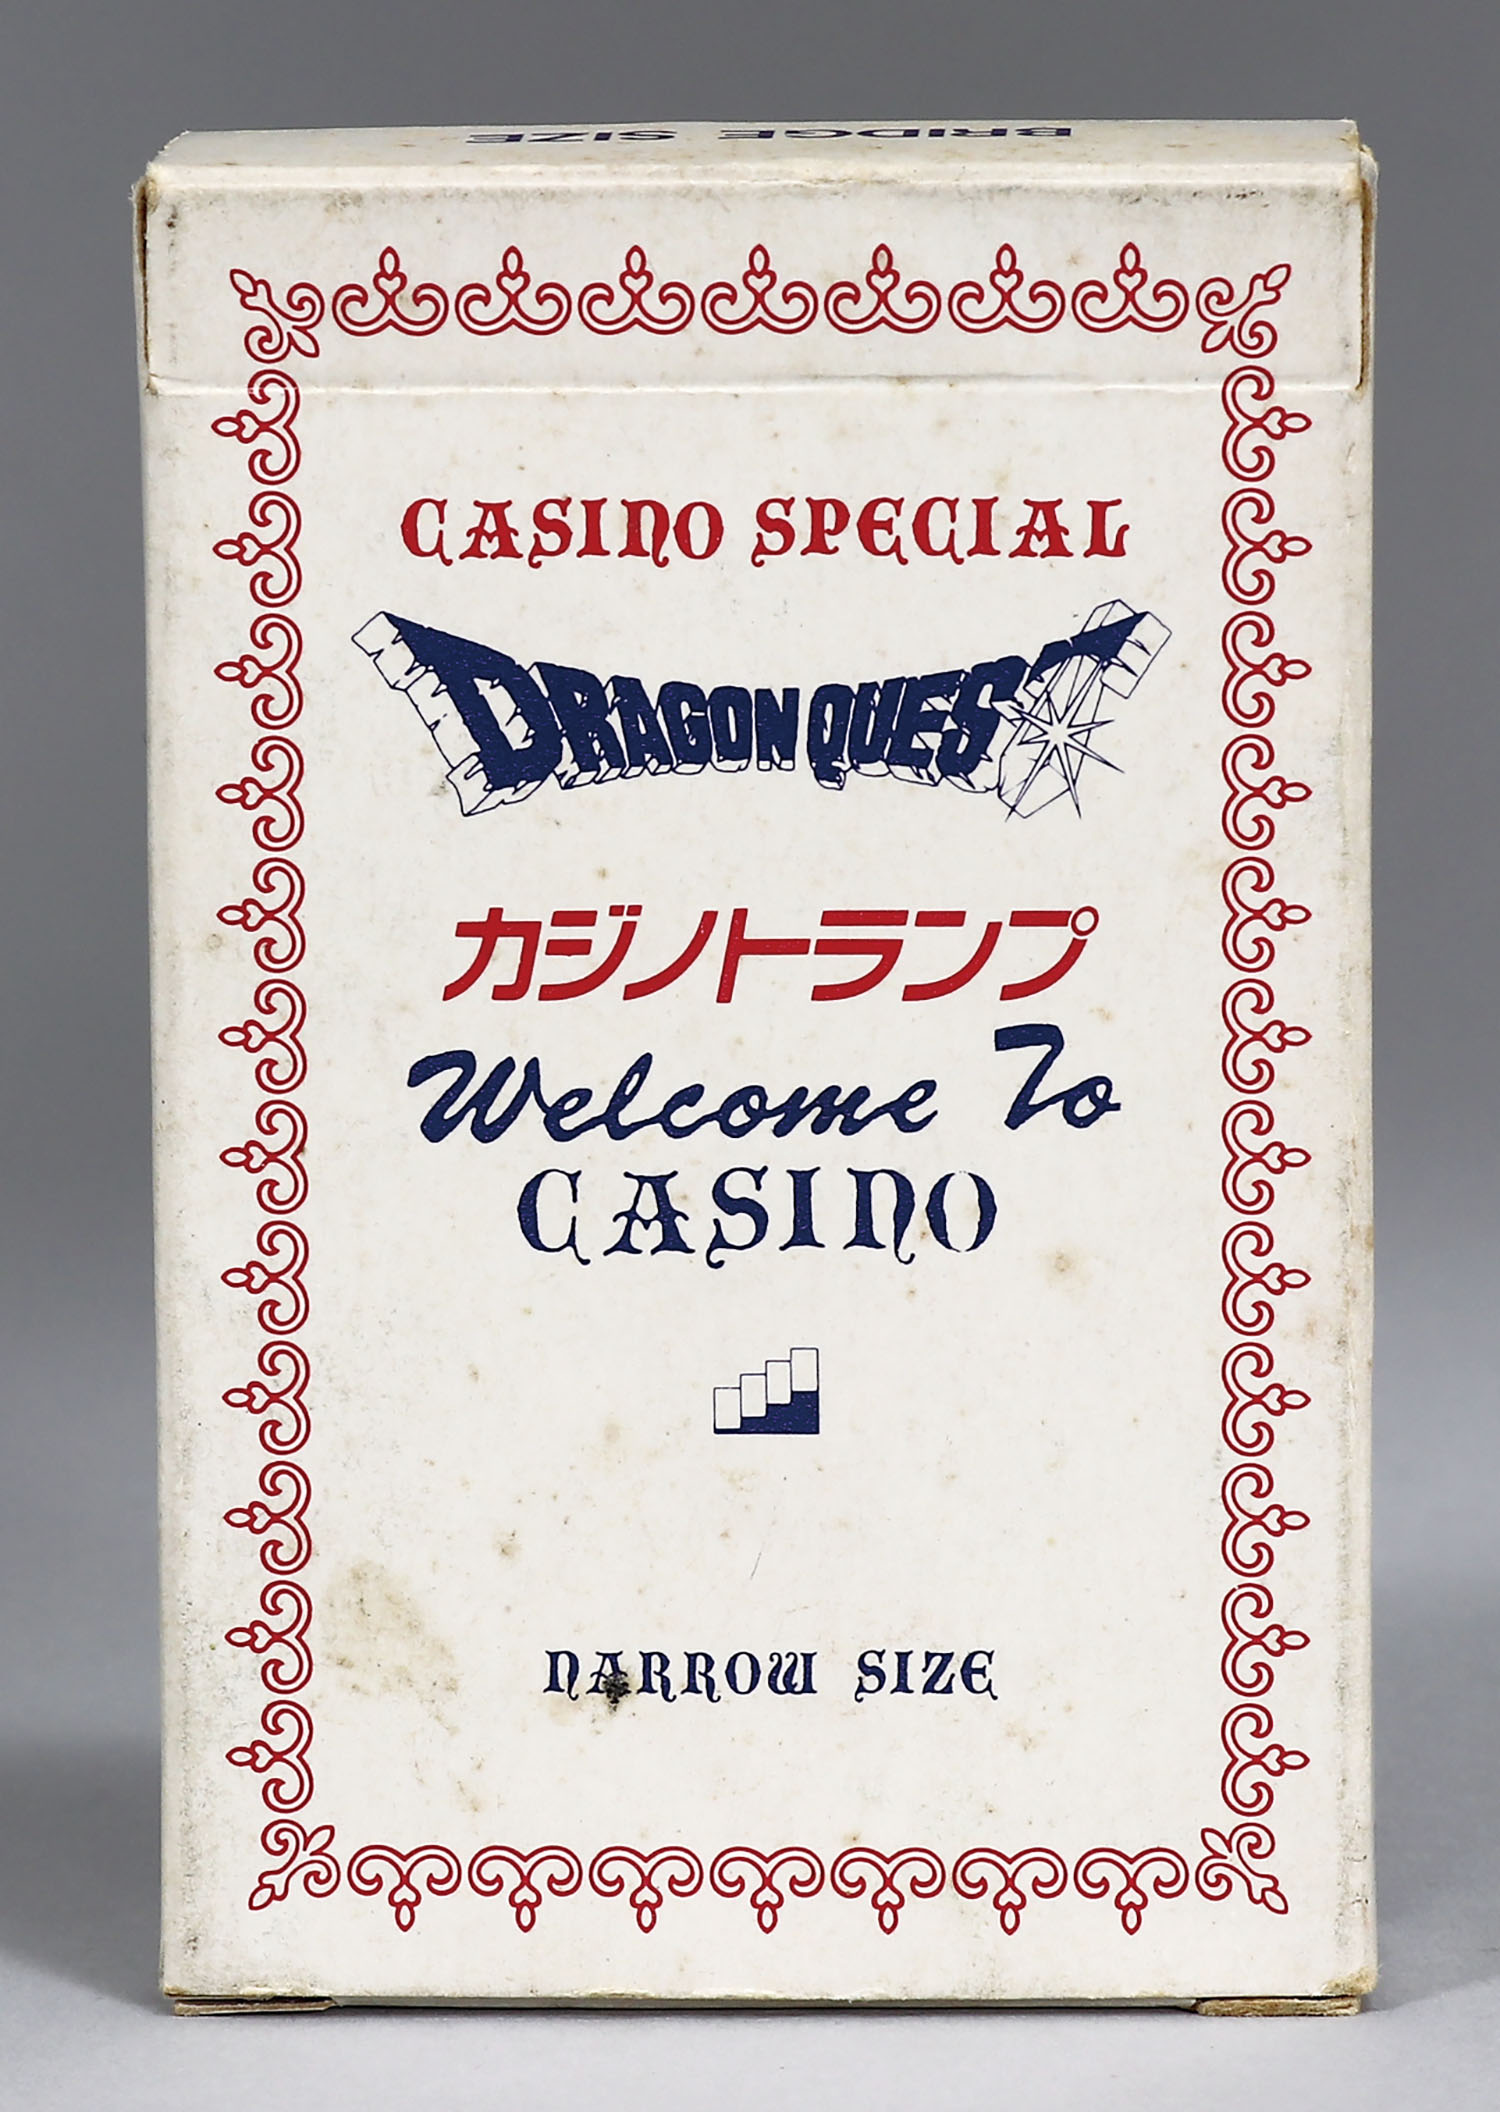 BRIDGE SIZE
CASINO SPECIAL
DRAGON QUEST
カジノトランプ
Welcome To
CASINO
NARROW SIZE